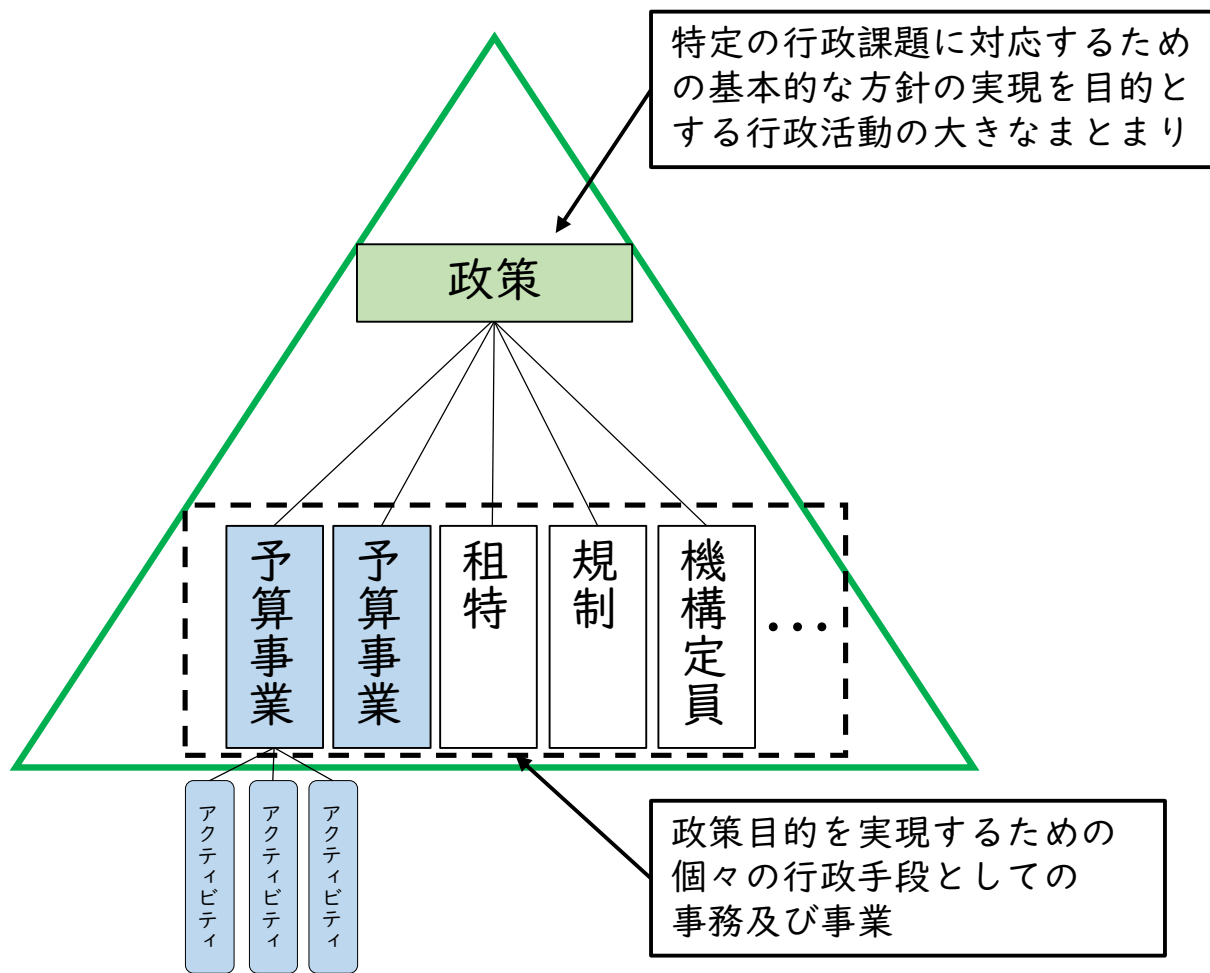 特定の行政課題に対応するため
の基本的な方針の実現を目的と
する行政活動の大きなまとまり
政策
予算事業
予算事業
租特
規制
機構定員
・・・
アクティビティ
アクティビティ
アクティビティ
政策目的を実現するための
個々の行政手段としての
事務及び事業